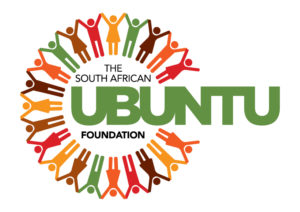 THE
SOUTH AFRICAN
UBUNTU
FOUNDATION